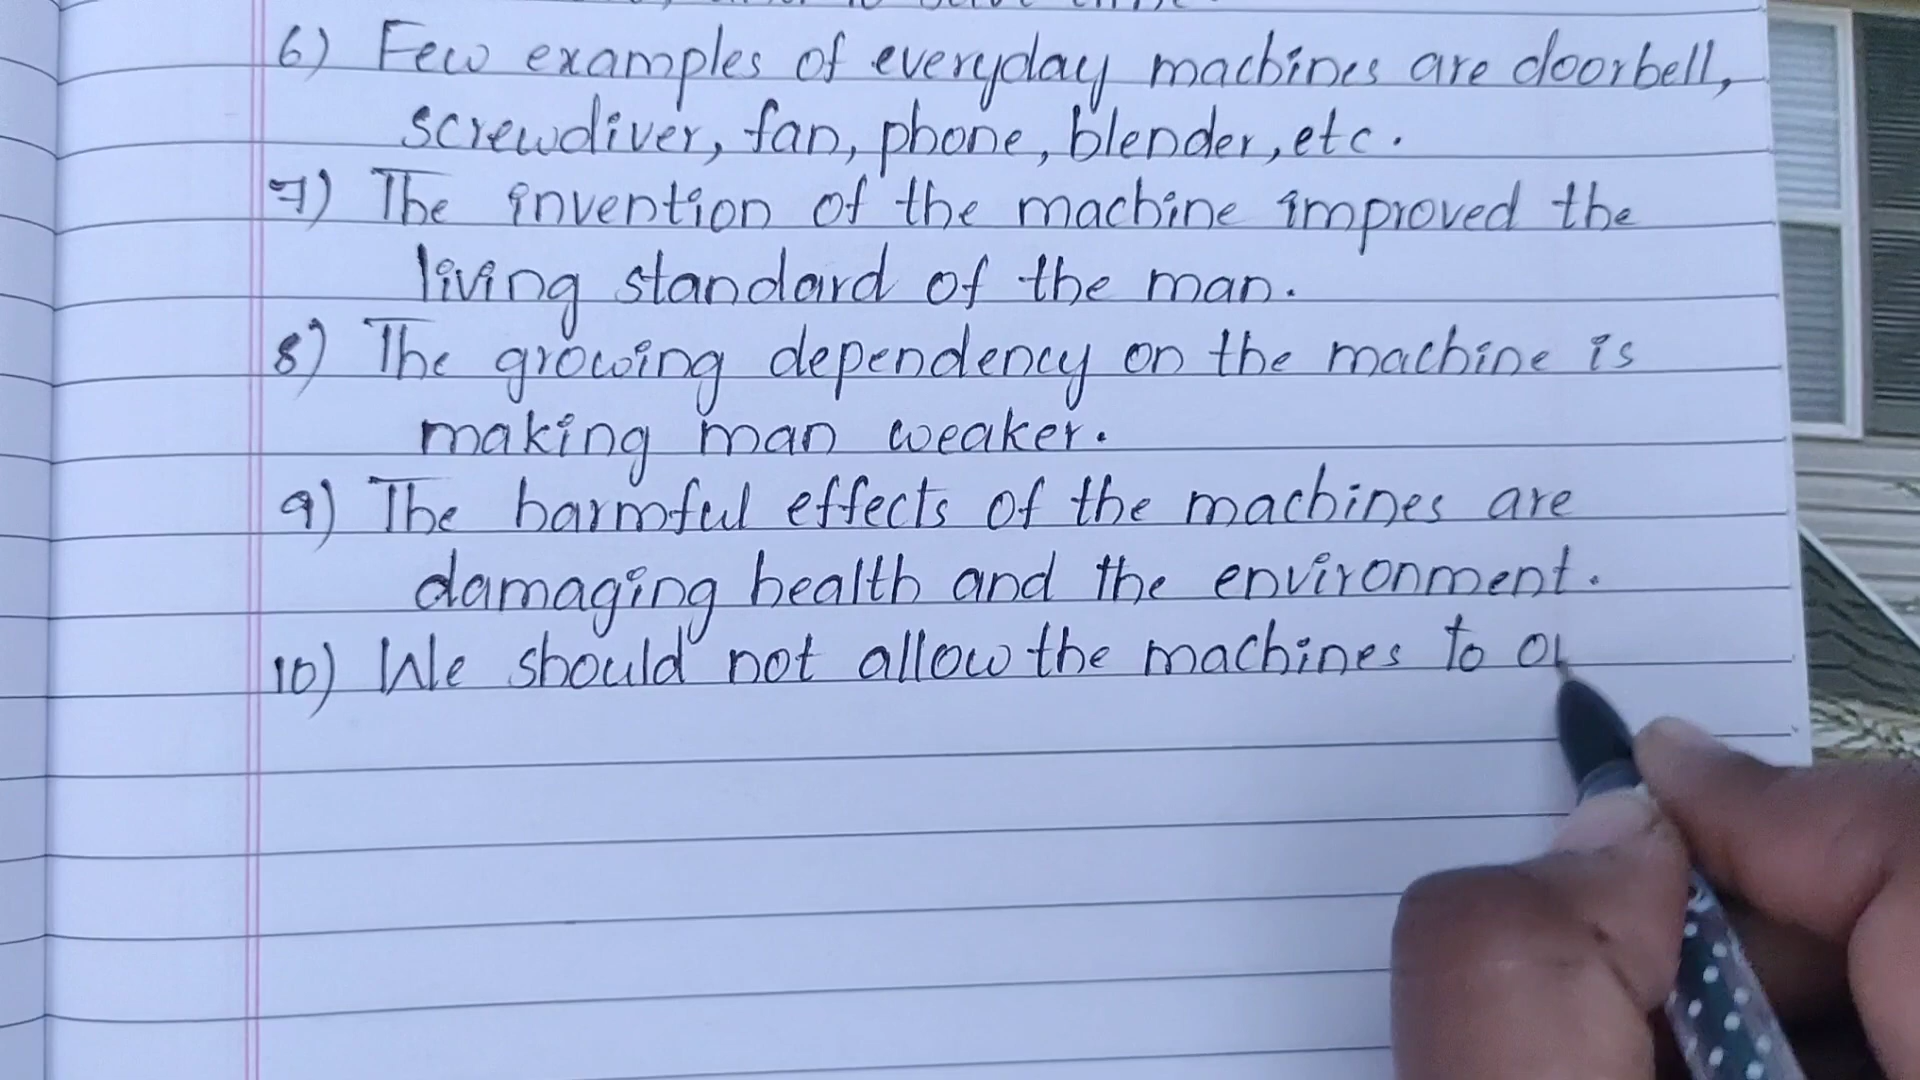 6) Few examples of everyday machines are doorbell,
screwdiver, fan, phone, blender, etc.
7) The invention of the machine improved the
living standard of the man.
8) The growing dependency on the machine is
making man weaker.
9) The harmful effects of the machines are
damaging health and the environment.
10) We should not allow the machines to